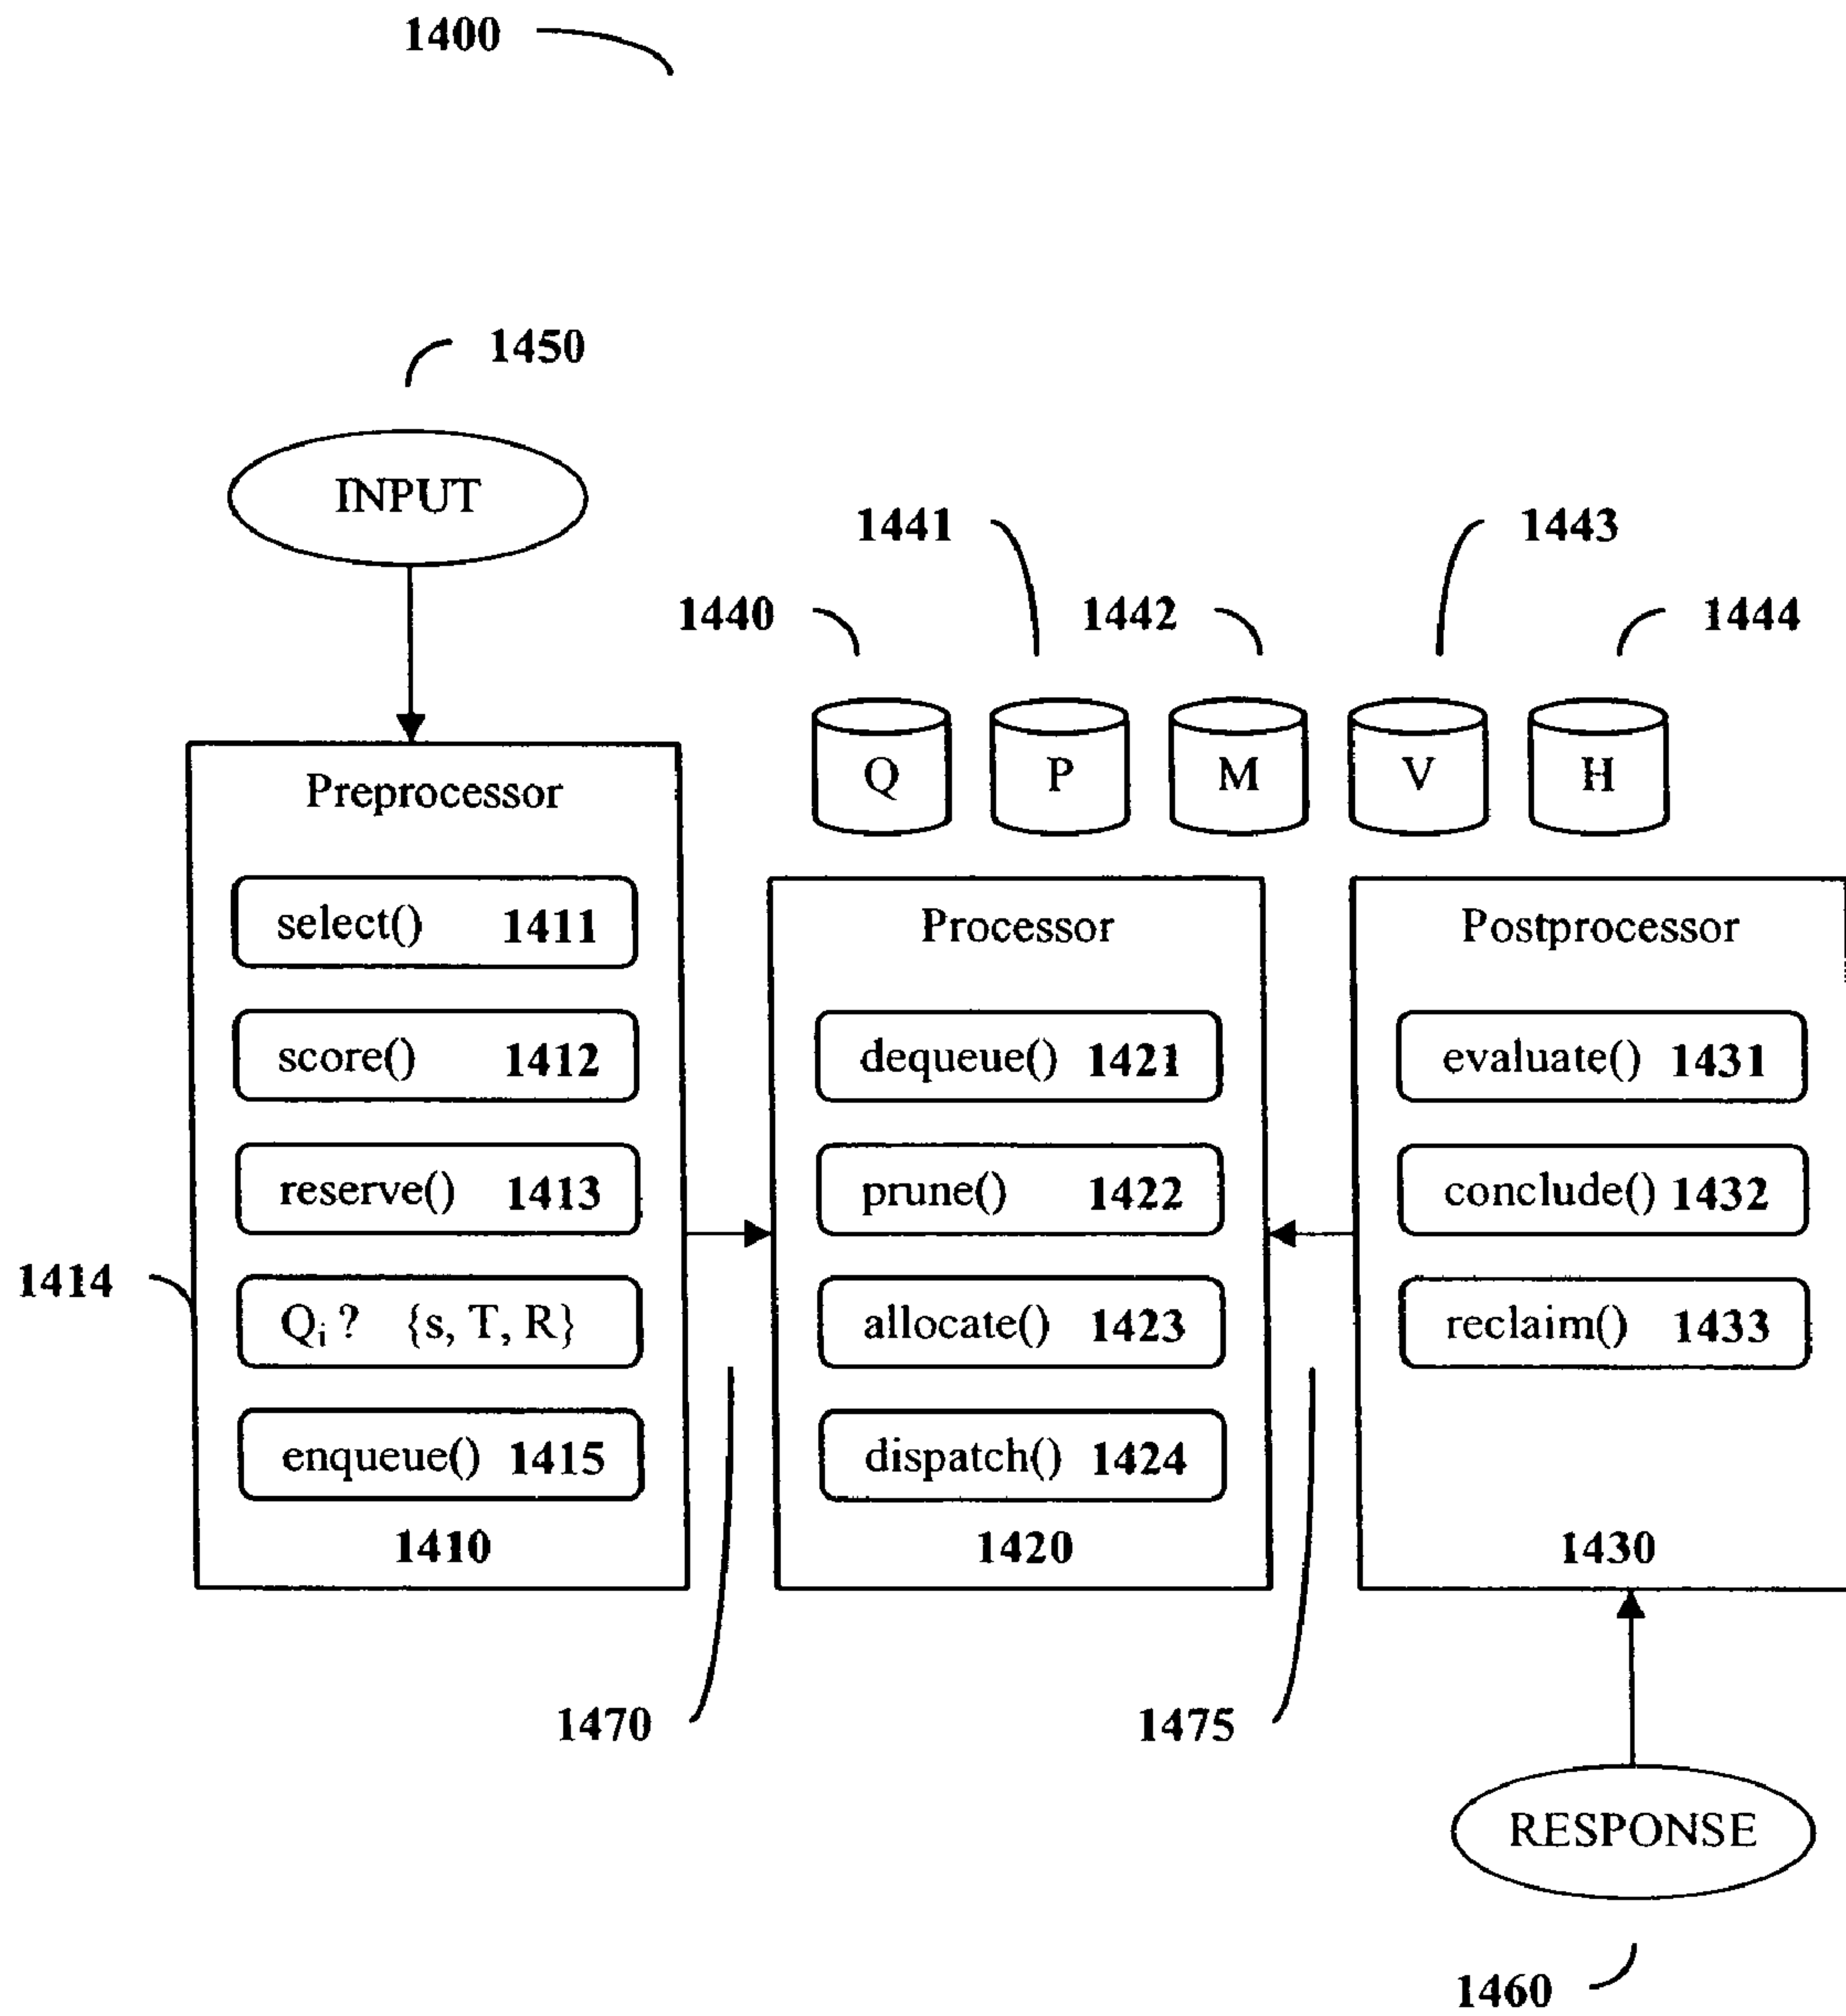 1400
1450
INPUT
1441
1443
1440
1442
1444
Q
P
M
V
H
Preprocessor
select() 1411
score() 1412
reserve() 1413
1414
Qi ? {s, T, R}
enqueue() 1415
1410
Processor
dequeue() 1421
prune() 1422
allocate() 1423
dispatch() 1424
1420
Postprocessor
evaluate() 1431
conclude() 1432
reclaim() 1433
1430
1470
1475
RESPONSE
1460